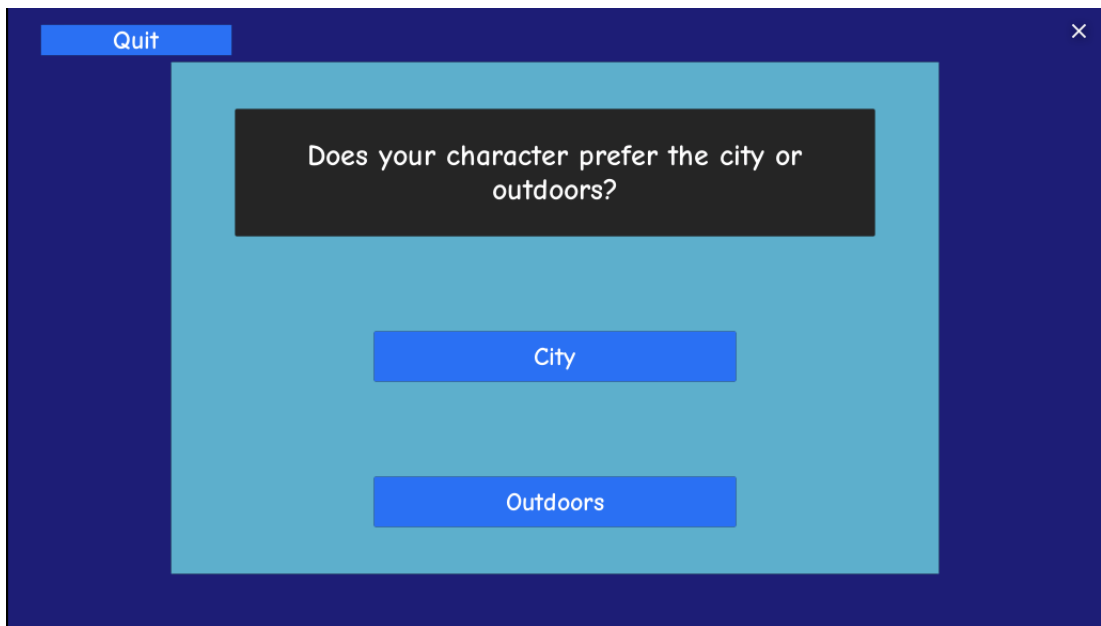 Quit
×
Does your character prefer the city or
outdoors?
City
Outdoors